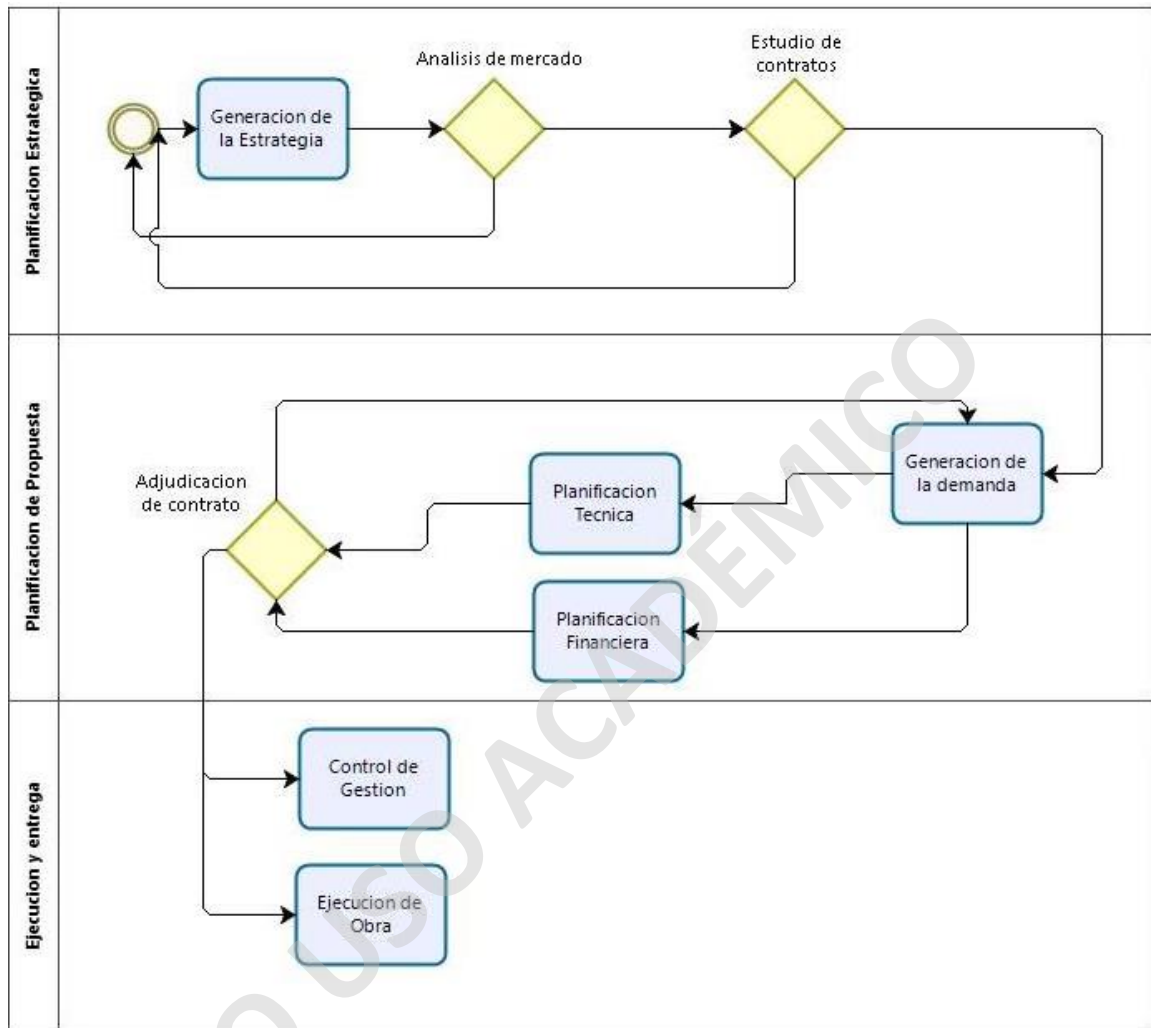 Planificacion Estrategica
Analisis de mercado
Estudio de
contratos
Generacion de
la Estrategia
Planificacion de Propuesta
Adjudicacion
de contrato
Planificacion
Tecnica
Generacion de
la demanda
Planificacion
Financiera
Ejecucion y entrega
Control de
Gestion
Ejecucion de
Obra
O USO ACADÉMICO